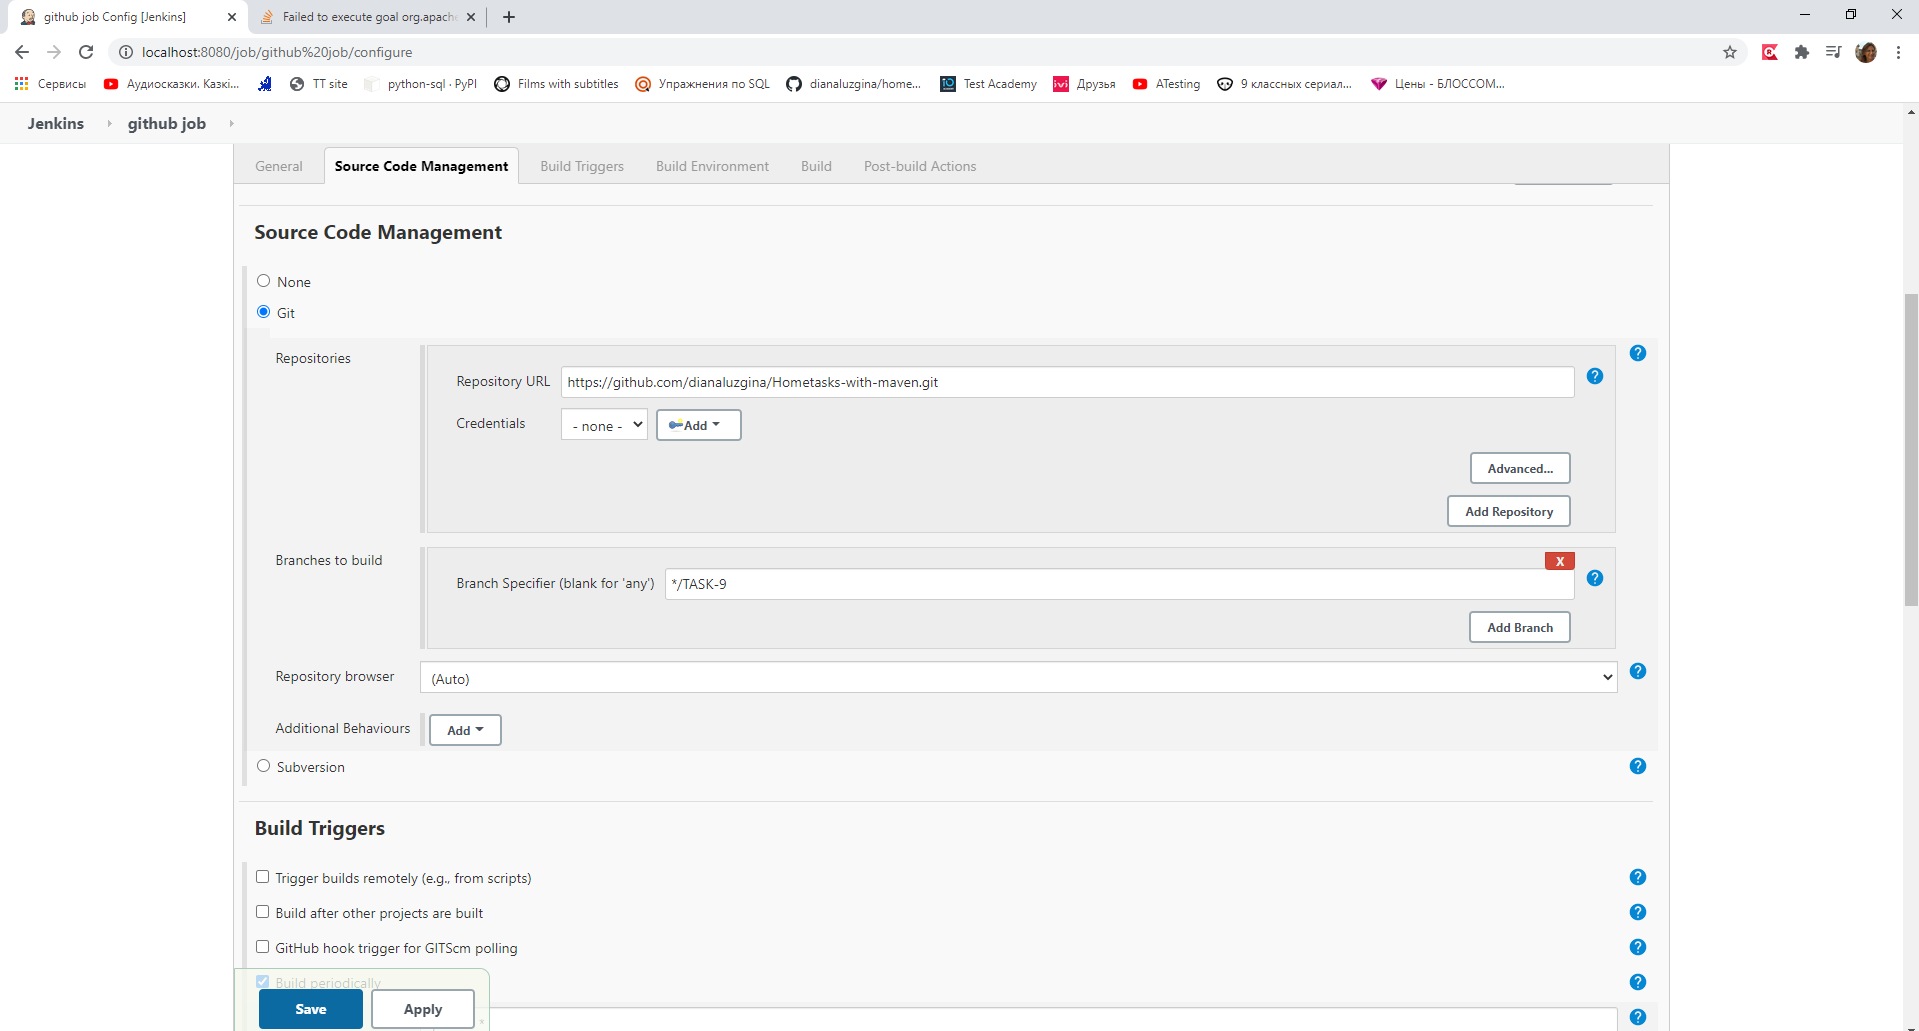 github job Config [Jenkins]
Failed to execute goal org.apache
localhost:8080/job/github%20job/configure
Сервисы
Аудиосказки. Казкі...
TT site
python-sql · PyPI
Films with subtitles
Упражнения по SQL
dianaluzgina/home...
Test Academy
Друзья
ATesting
9 классных сериал...
Цены - БЛОССОМ...
Jenkins
github job
General
Source Code Management
Build Triggers
Build Environment
Build
Post-build Actions
Source Code Management
None
Git
Repositories
Repository URL
https://github.com/dianaluzgina/Hometasks-with-maven.git
Credentials
- none -
Add
Advanced...
Add Repository
Branches to build
X
Branch Specifier (blank for 'any')
*/TASK-9
Add Branch
Repository browser
(Auto)
Additional Behaviours
Add
Subversion
Build Triggers
Trigger builds remotely (e.g., from scripts)
Build after other projects are built
GitHub hook trigger for GITScm polling
Build periodically
Save
Apply